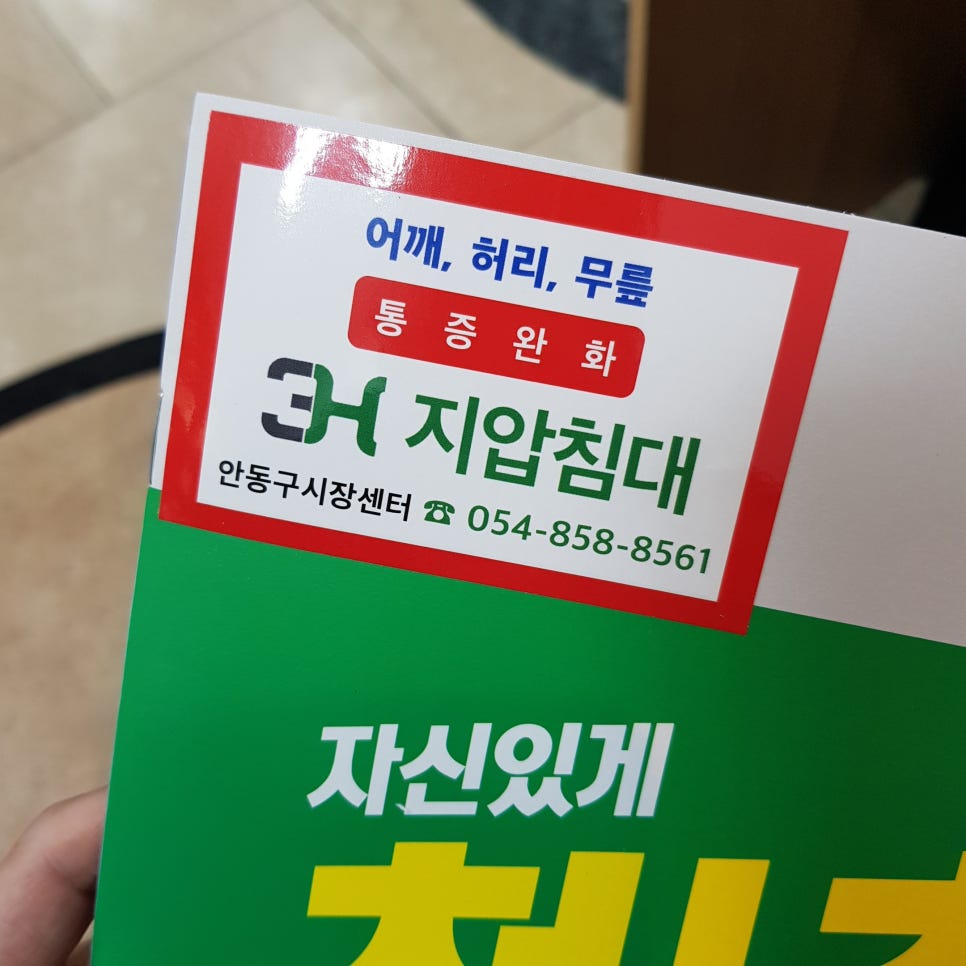 어깨, 허리, 무릎
통증완화
3H 지압침대
안동구시장센터 ☎ 054-858-8561
자신있게